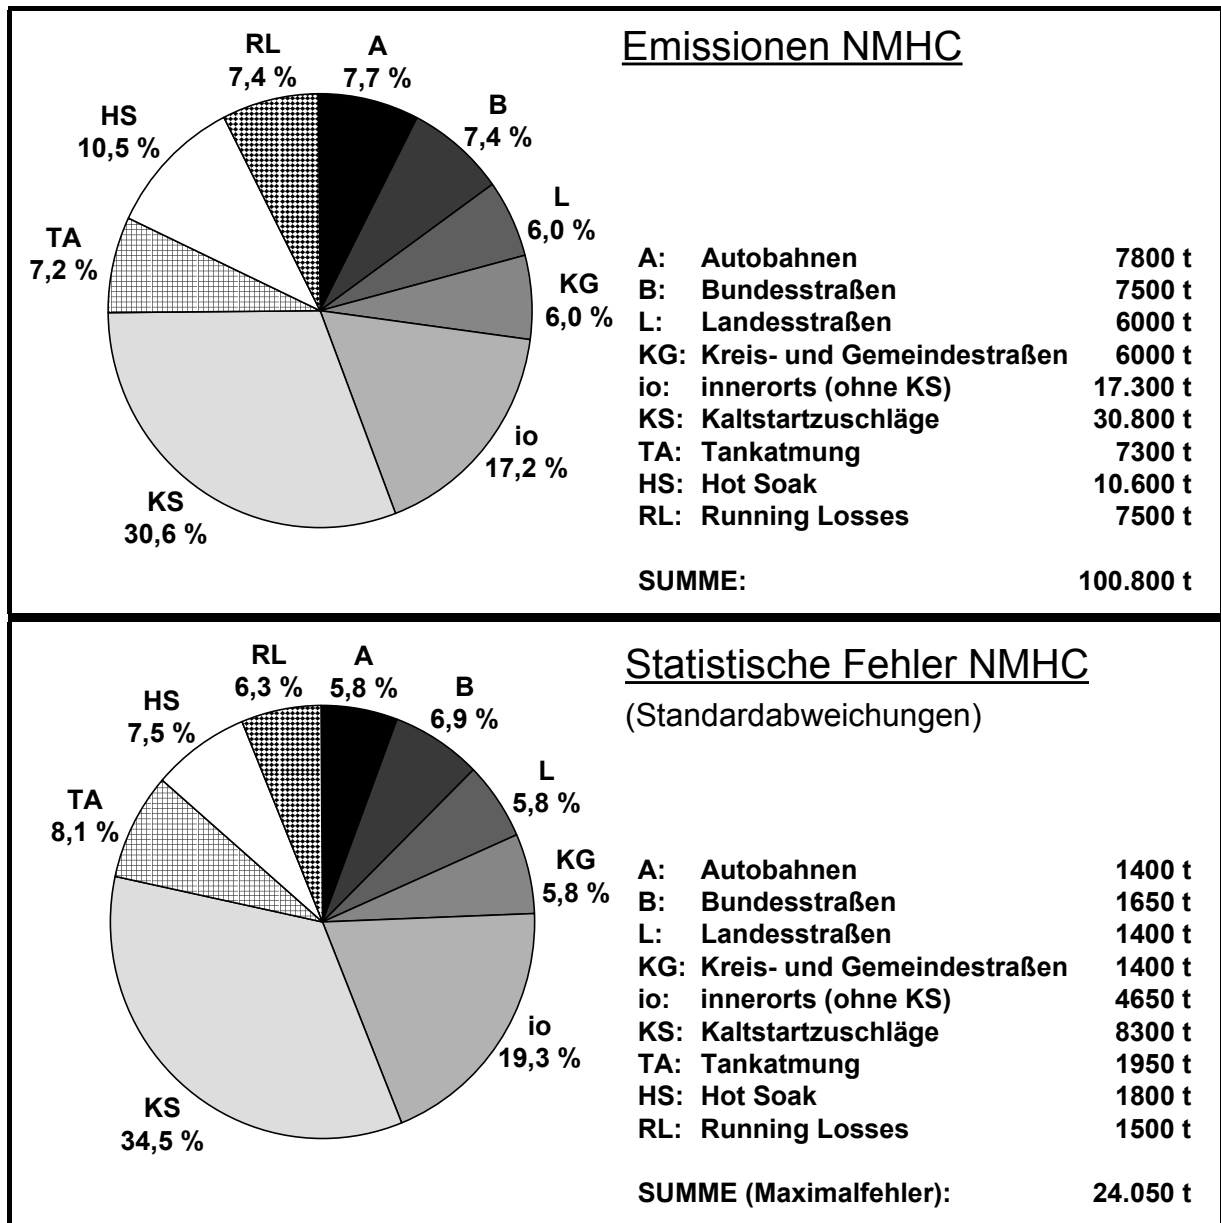 Emissionen NMHC
RL
7,4 %
A
7,7 %
B
7,4 %
L
6,0 %
KG
6,0 %
io
17,2 %
KS
30,6 %
TA
7,2 %
HS
10,5 %
A: Autobahnen 7800 t
B: Bundesstraßen 7500 t
L: Landesstraßen 6000 t
KG: Kreis- und Gemeindestraßen 6000 t
io: innerorts (ohne KS) 17.300 t
KS: Kaltstartzuschläge 30.800 t
TA: Tankatmung 7300 t
HS: Hot Soak 10.600 t
RL: Running Losses 7500 t
SUMME: 100.800 t
Statistische Fehler NMHC
(Standardabweichungen)
RL
6,3 %
A
5,8 %
B
6,9 %
L
5,8 %
KG
5,8 %
io
19,3 %
KS
34,5 %
TA
8,1 %
HS
7,5 %
A: Autobahnen 1400 t
B: Bundesstraßen 1650 t
L: Landesstraßen 1400 t
KG: Kreis- und Gemeindestraßen 1400 t
io: innerorts (ohne KS) 4650 t
KS: Kaltstartzuschläge 8300 t
TA: Tankatmung 1950 t
HS: Hot Soak 1800 t
RL: Running Losses 1500 t
SUMME (Maximalfehler): 24.050 t